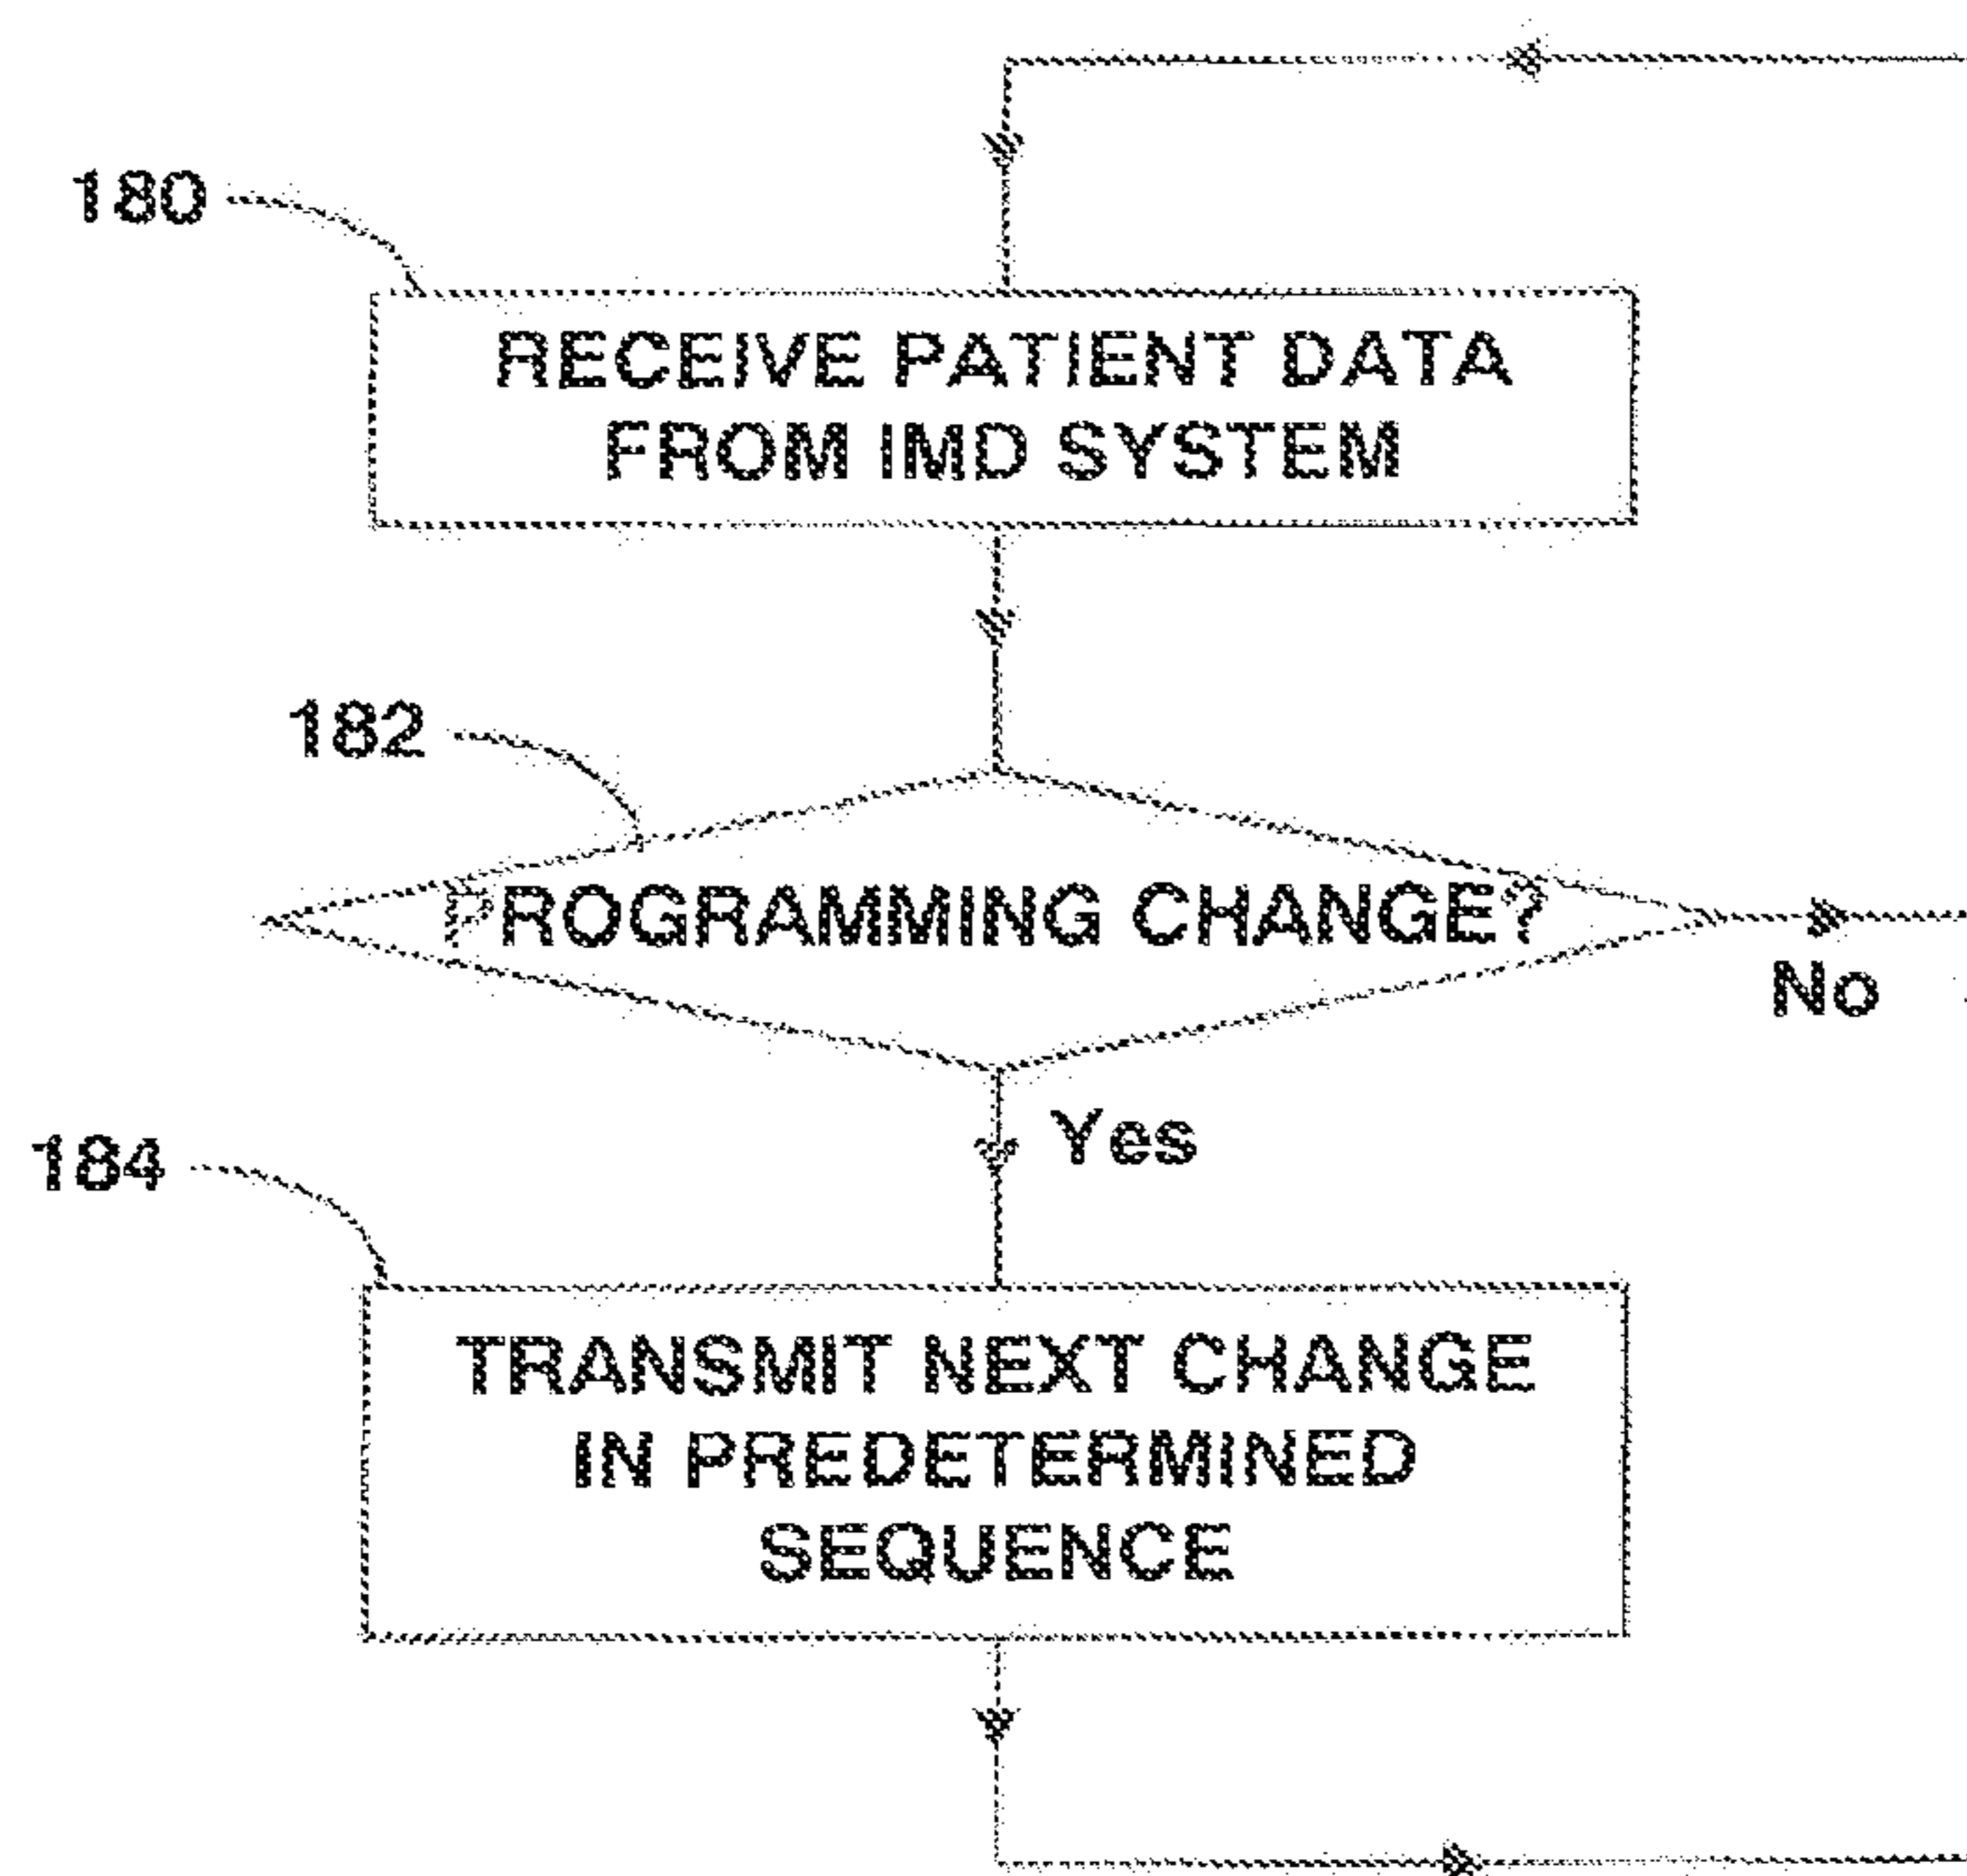 180
RECEIVE PATIENT DATA
FROM IMD SYSTEM
182
PROGRAMMING CHANGE?
No
Yes
184
TRANSMIT NEXT CHANGE
IN PREDETERMINED
SEQUENCE